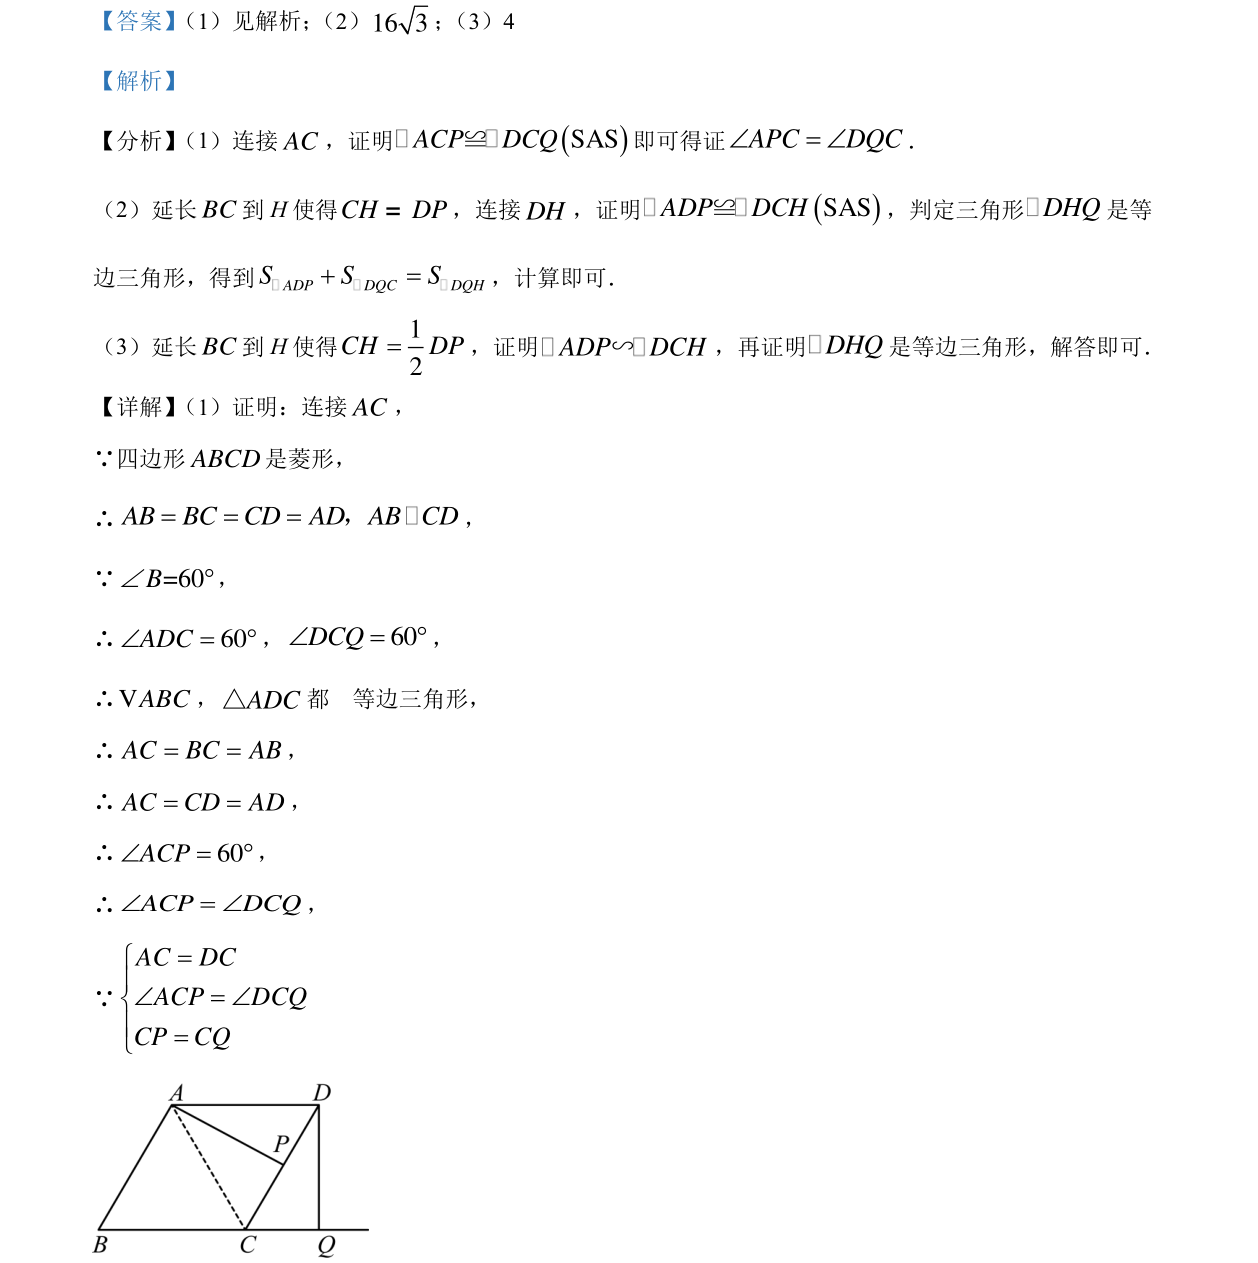 【答案】（1）见解析；（2）16√3；（3）4
【解析】
【分析】（1）连接 AC，证明□ACP≌□DCQ(SAS)即可得证∠APC=∠DQC．
（2）延长 BC 到 H 使得 CH = DP，连接 DH，证明□ADP≌□DCH(SAS)，判定三角形□DHQ 是等
边三角形，得到 S□ADP + S□DQC = S□DQH，计算即可．
（3）延长 BC 到 H 使得 CH = 1/2 DP，证明□ADP∽□DCH，再证明□DHQ 是等边三角形，解答即可．
【详解】（1）证明：连接 AC，
∵四边形 ABCD 是菱形，
∴ AB = BC = CD = AD，AB□CD，
∵ ∠B=60°，
∴ ∠ADC = 60°，∠DCQ = 60°，
∴ VABC，△ADC 都 等边三角形，
∴ AC = BC = AB，
∴ AC = CD = AD，
∴ ∠ACP = 60°，
∴ ∠ACP = ∠DCQ，
∵ { AC = DC
∠ACP = ∠DCQ
CP = CQ
A D
P
B C Q